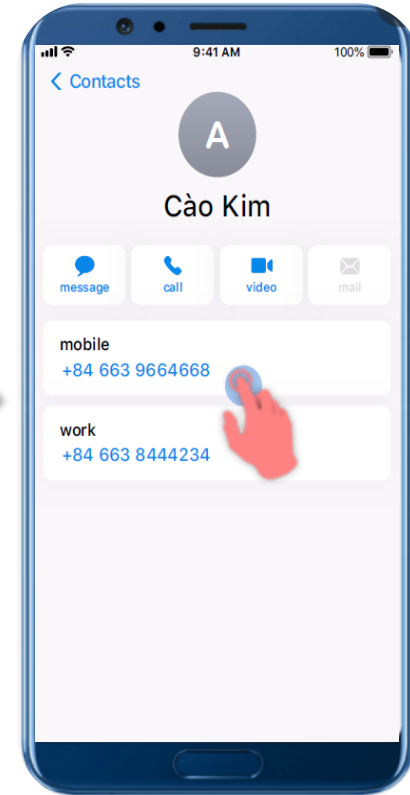 9:41 AM
100%
Contacts
A
Cào Kim
message
call
video
mail
mobile
+84 663 9664668
work
+84 663 8444234